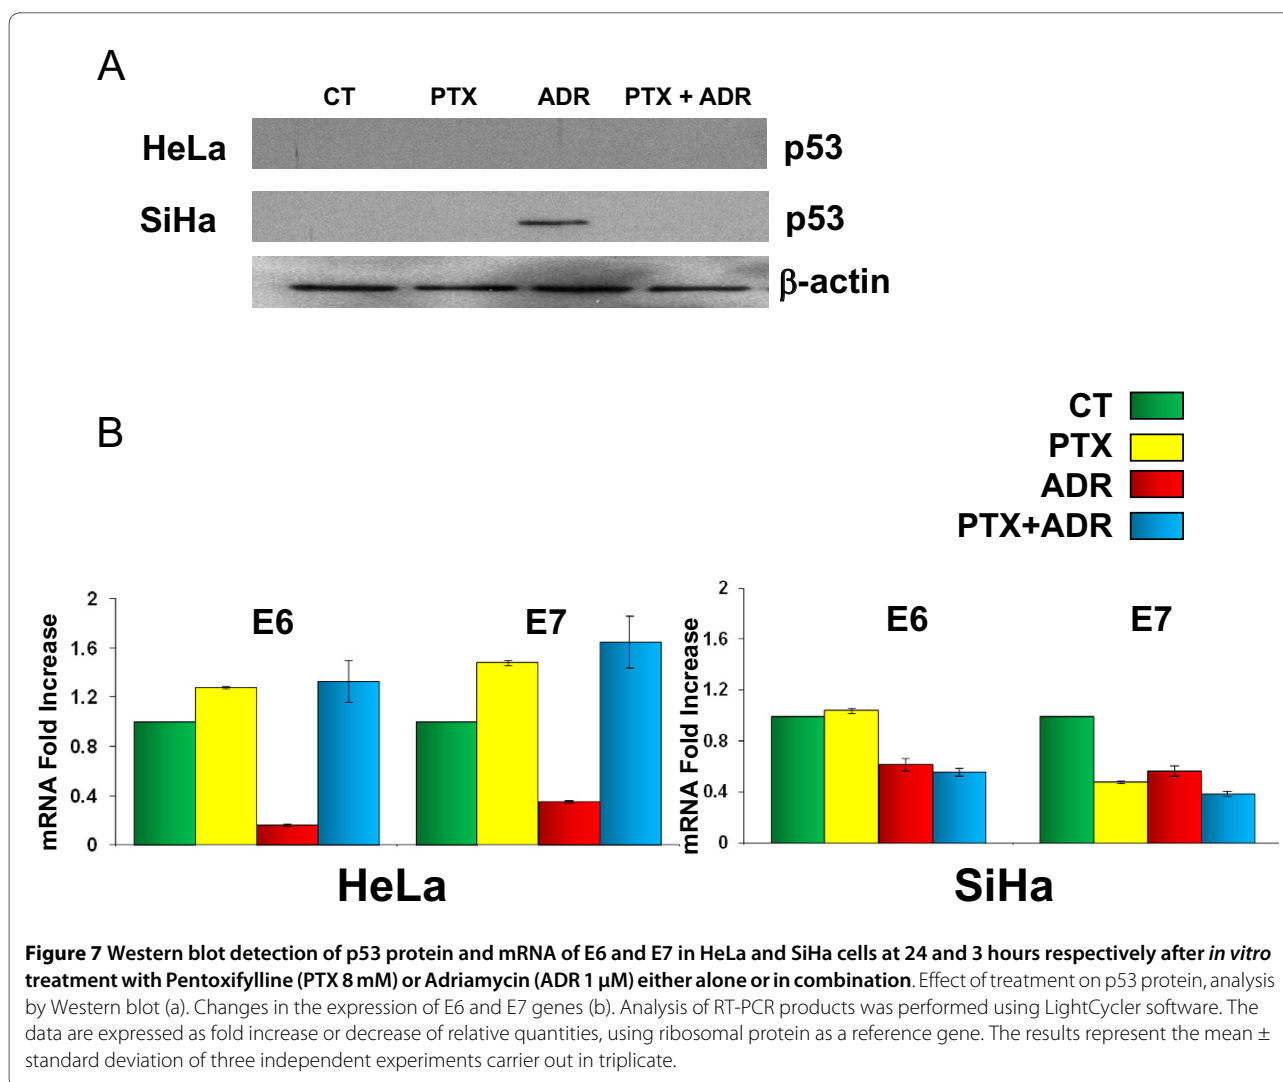 A
CT PTX ADR PTX + ADR
HeLa p53
SiHa p53
β-actin
B
CT
PTX
ADR
PTX+ADR
mRNA Fold Increase
2
1.6
1.2
0.8
0.4
0
E6 E7
HeLa
mRNA Fold Increase
2
1.6
1.2
0.8
0.4
0
E6 E7
SiHa
Figure 7 Western blot detection of p53 protein and mRNA of E6 and E7 in HeLa and SiHa cells at 24 and 3 hours respectively after in vitro
treatment with Pentoxifylline (PTX 8 mM) or Adriamycin (ADR 1 μM) either alone or in combination. Effect of treatment on p53 protein, analysis
by Western blot (a). Changes in the expression of E6 and E7 genes (b). Analysis of RT-PCR products was performed using LightCycler software. The
data are expressed as fold increase or decrease of relative quantities, using ribosomal protein as a reference gene. The results represent the mean ±
standard deviation of three independent experiments carrier out in triplicate.